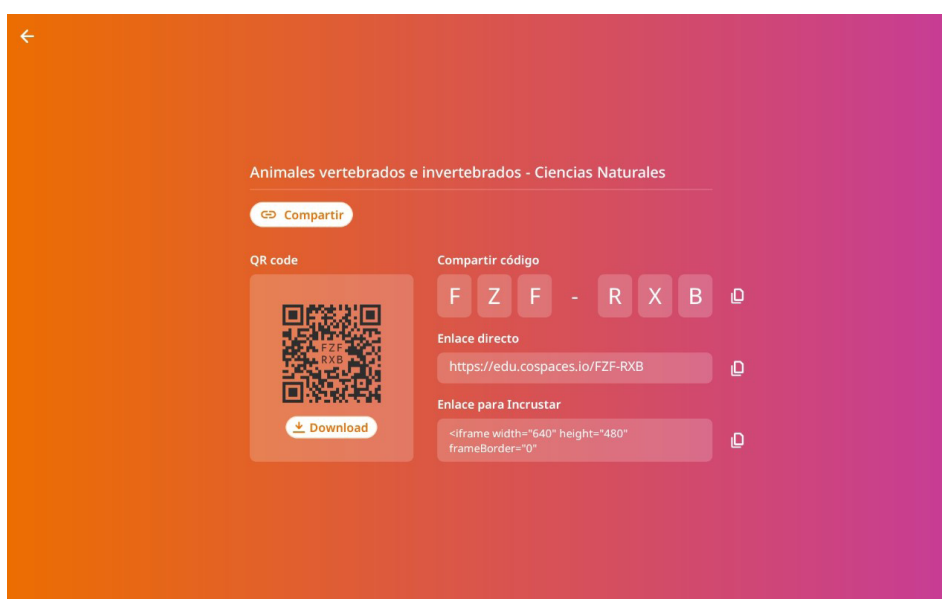 Animales vertebrados e invertebrados - Ciencias Naturales
Compartir
QR code
FZF
RXB
Download
Compartir código
F Z F - R X B
Enlace directo
https://edu.cospaces.io/FZF-RXB
Enlace para Incrustar
<iframe width="640" height="480"
frameBorder="0"